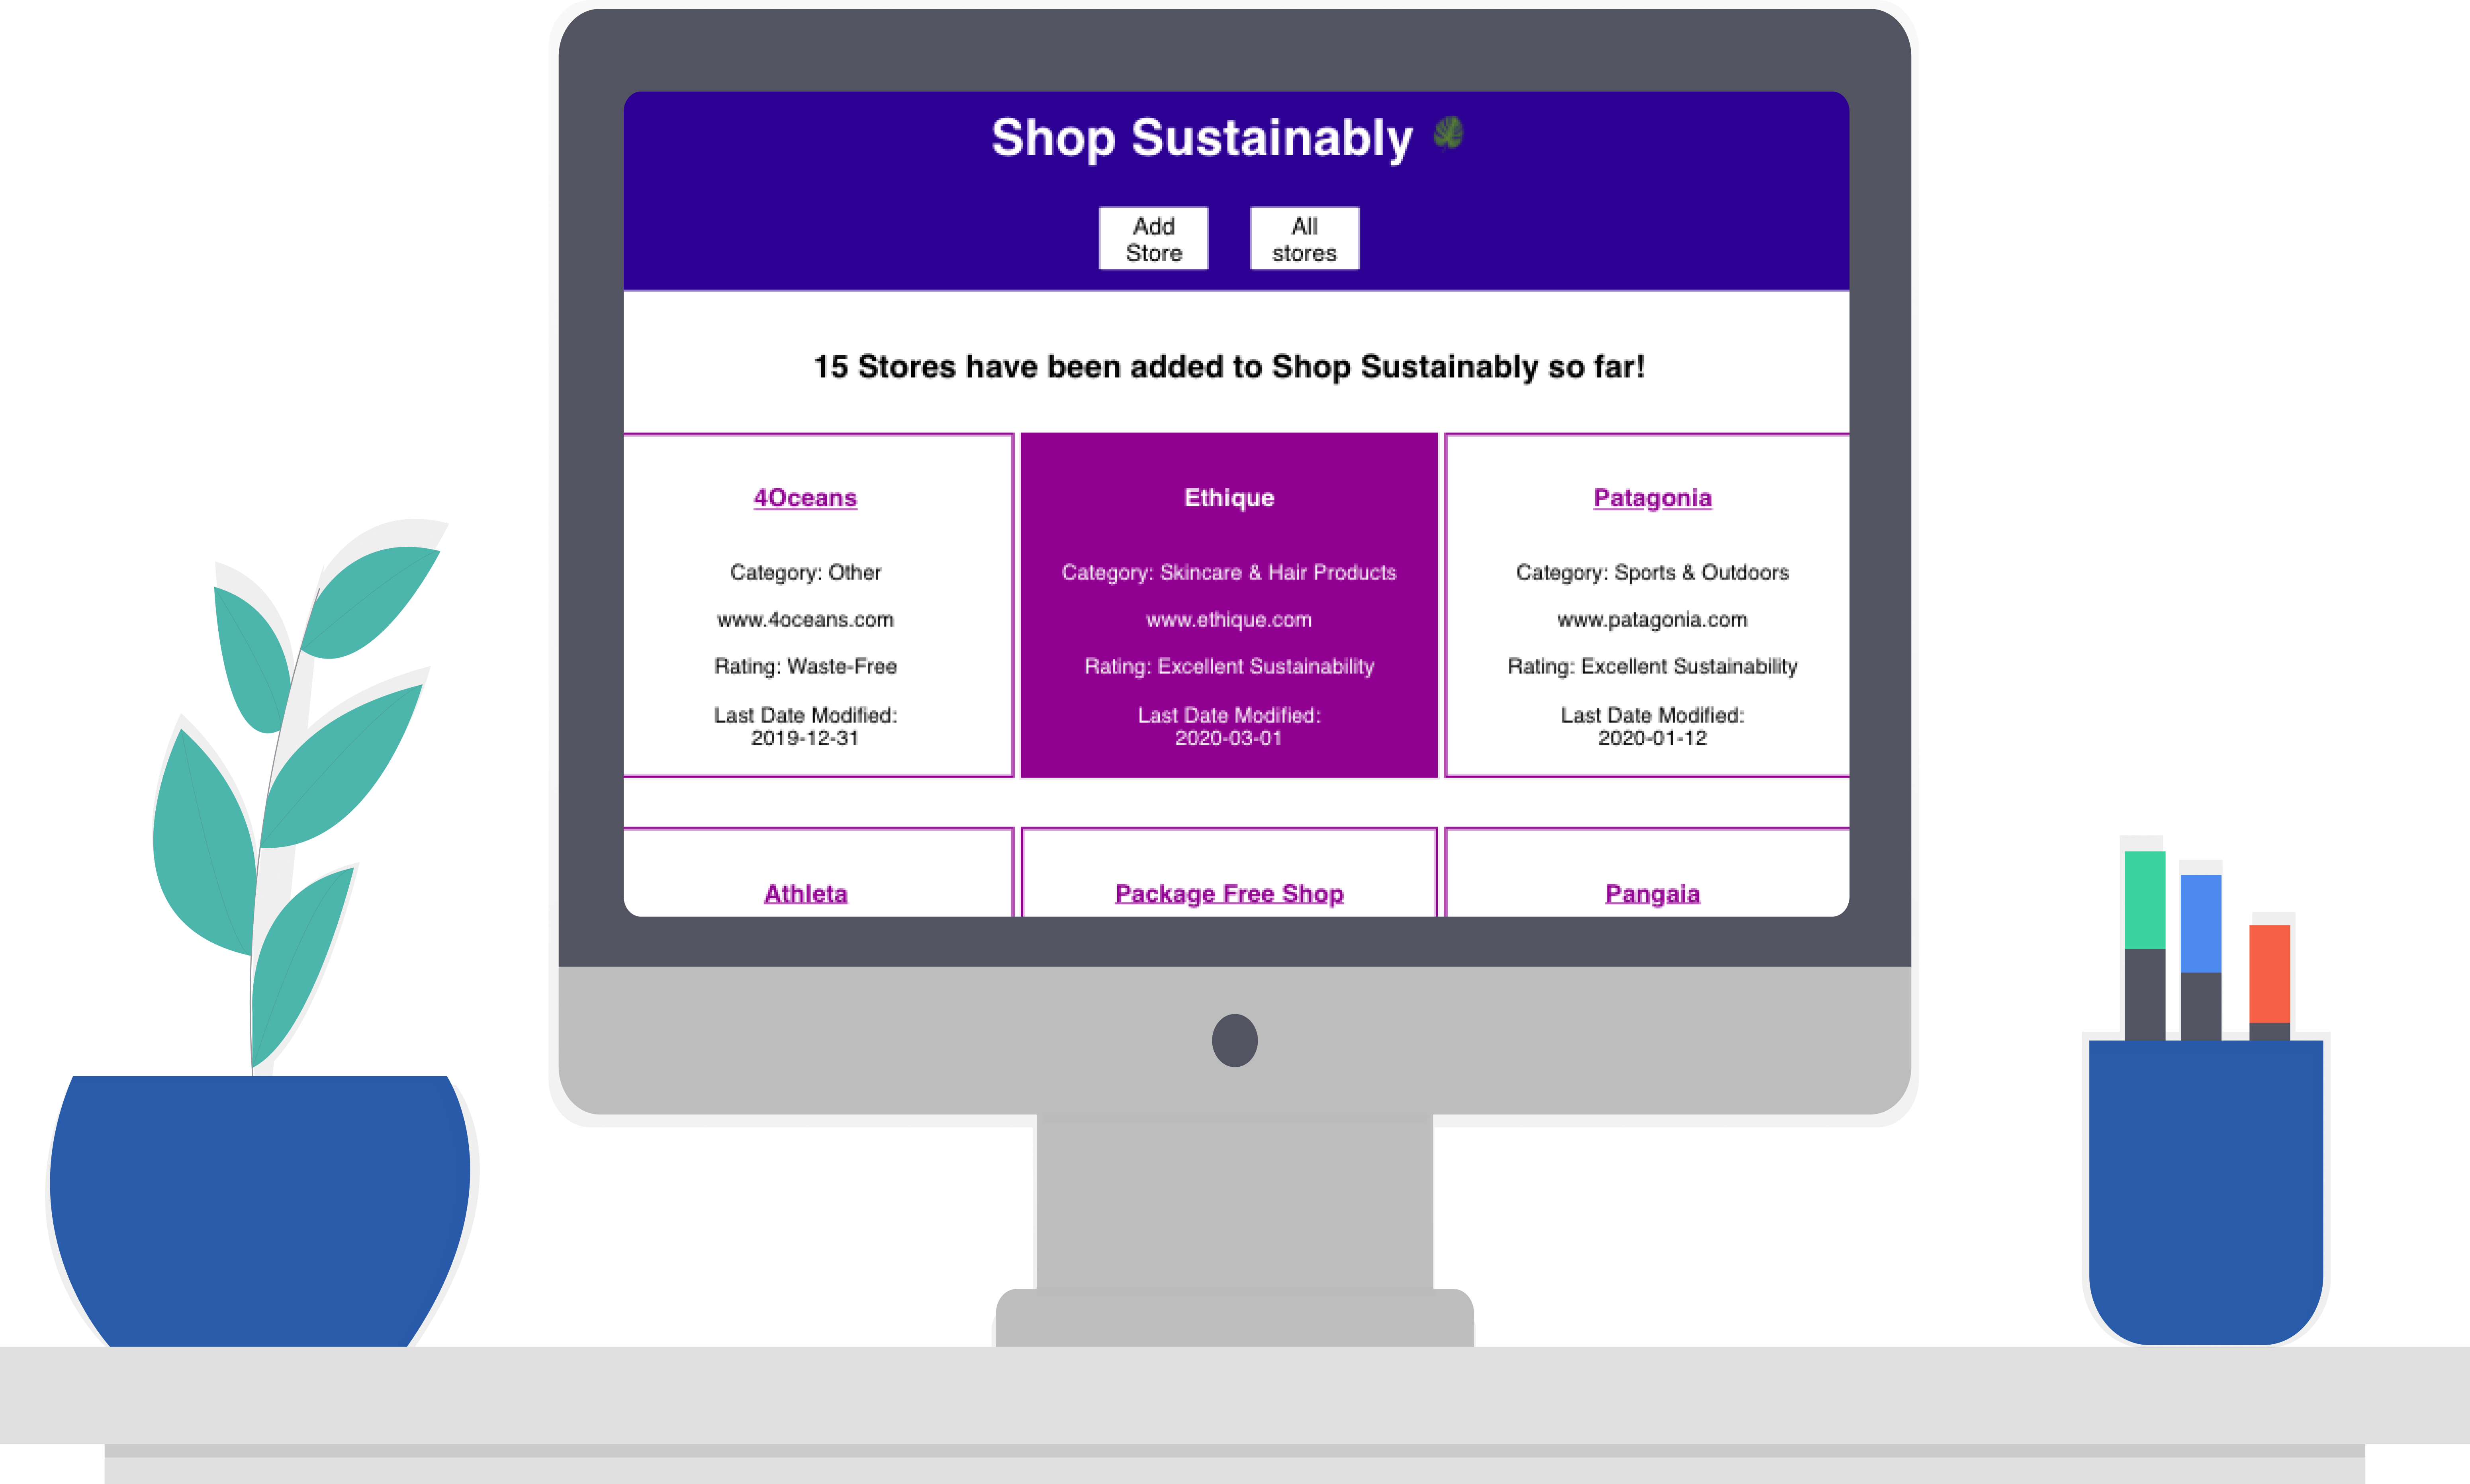 Shop Sustainably
Add
Store
All
stores
15 Stores have been added to Shop Sustainably so far!
4Oceans
Category: Other
www.4oceans.com
Rating: Waste-Free
Last Date Modified:
2019-12-31
Ethique
Category: Skincare & Hair Products
www.ethique.com
Rating: Excellent Sustainability
Last Date Modified:
2020-03-01
Patagonia
Category: Sports & Outdoors
www.patagonia.com
Rating: Excellent Sustainability
Last Date Modified:
2020-01-12
Athleta
Package Free Shop
Pangaia